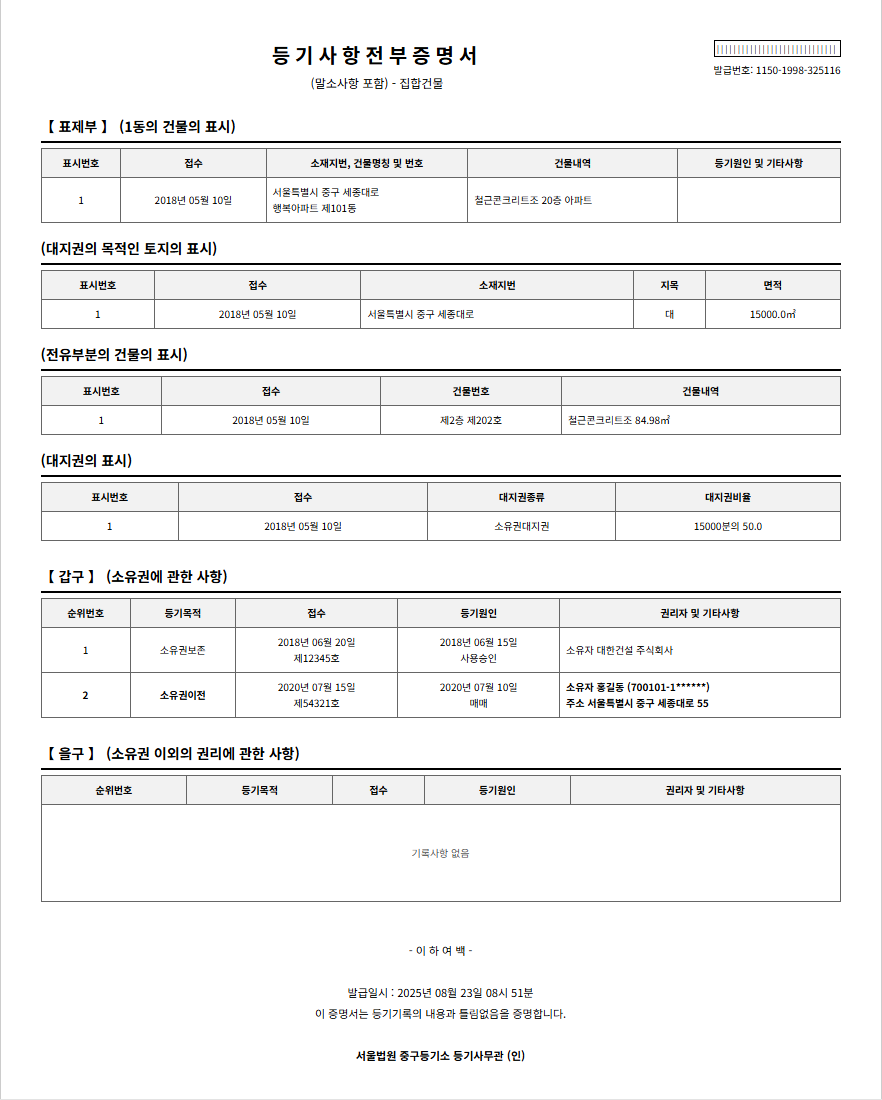 등기사항전부증명서
(말소사항 포함) - 집합건물
발급번호: 1150-1998-325116
【 표제부 】 (1동의 건물의 표시)
표시번호 접수 소재지번, 건물명칭 및 번호 건물내역 등기원인 및 기타사항
1 2018년 05월 10일 서울특별시 중구 세종대로 철근콘크리트조 20층 아파트
행복아파트 제101동
(대지권의 목적인 토지의 표시)
표시번호 접수 소재지번 지목 면적
1 2018년 05월 10일 서울특별시 중구 세종대로 대 15000.0㎡
(전유부분의 건물의 표시)
표시번호 접수 건물번호 건물내역
1 2018년 05월 10일 제2층 제202호 철근콘크리트조 84.98㎡
(대지권의 표시)
표시번호 접수 대지권종류 대지권비율
1 2018년 05월 10일 소유권대지권 15000분의 50.0
【 갑구 】 (소유권에 관한 사항)
순위번호 등기목적 접수 등기원인 권리자 및 기타사항
1 소유권보존 2018년 06월 20일 2018년 06월 15일 소유자 대한건설 주식회사
제12345호 사용승인
2 소유권이전 2020년 07월 15일 2020년 07월 10일 소유자 홍길동 (700101-1******)
제54321호 매매 주소 서울특별시 중구 세종대로 55
【 을구 】 (소유권 이외의 권리에 관한 사항)
순위번호 등기목적 접수 등기원인 권리자 및 기타사항
기록사항 없음
- 이 하 여 백 -
발급일시 : 2025년 08월 23일 08시 51분
이 증명서는 등기기록의 내용과 틀림없음을 증명합니다.
서울법원 중구등기소 등기사무관 (인)